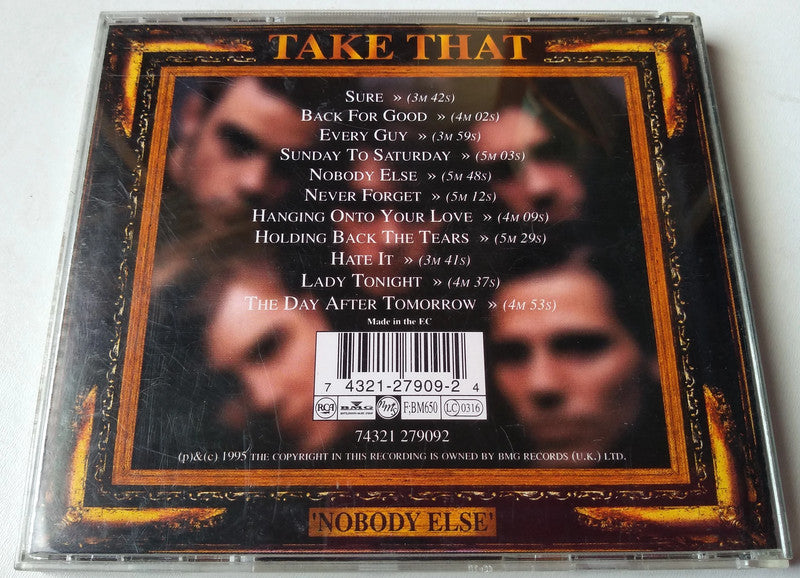 TAKE THAT
SURE » (3M 42S)
BACK FOR GOOD » (4M 02S)
EVERY GUY » (3M 59S)
SUNDAY TO SATURDAY » (5M 03S)
NOBODY ELSE » (5M 48S)
NEVER FORGET » (5M 12S)
HANGING ONTO YOUR LOVE » (4M 09S)
HOLDING BACK THE TEARS » (5M 29S)
HATE IT » (3M 41S)
LADY TONIGHT » (4M 37S)
THE DAY AFTER TOMORROW » (4M 53S)
Made in the EC
7 4321-27909-2 4
RCA BMG F:BM650 LC 0316
74321 279092
(p)&(c) 1995 THE COPYRIGHT IN THIS RECORDING IS OWNED BY BMG RECORDS (U.K.) LTD.
'NOBODY ELSE'